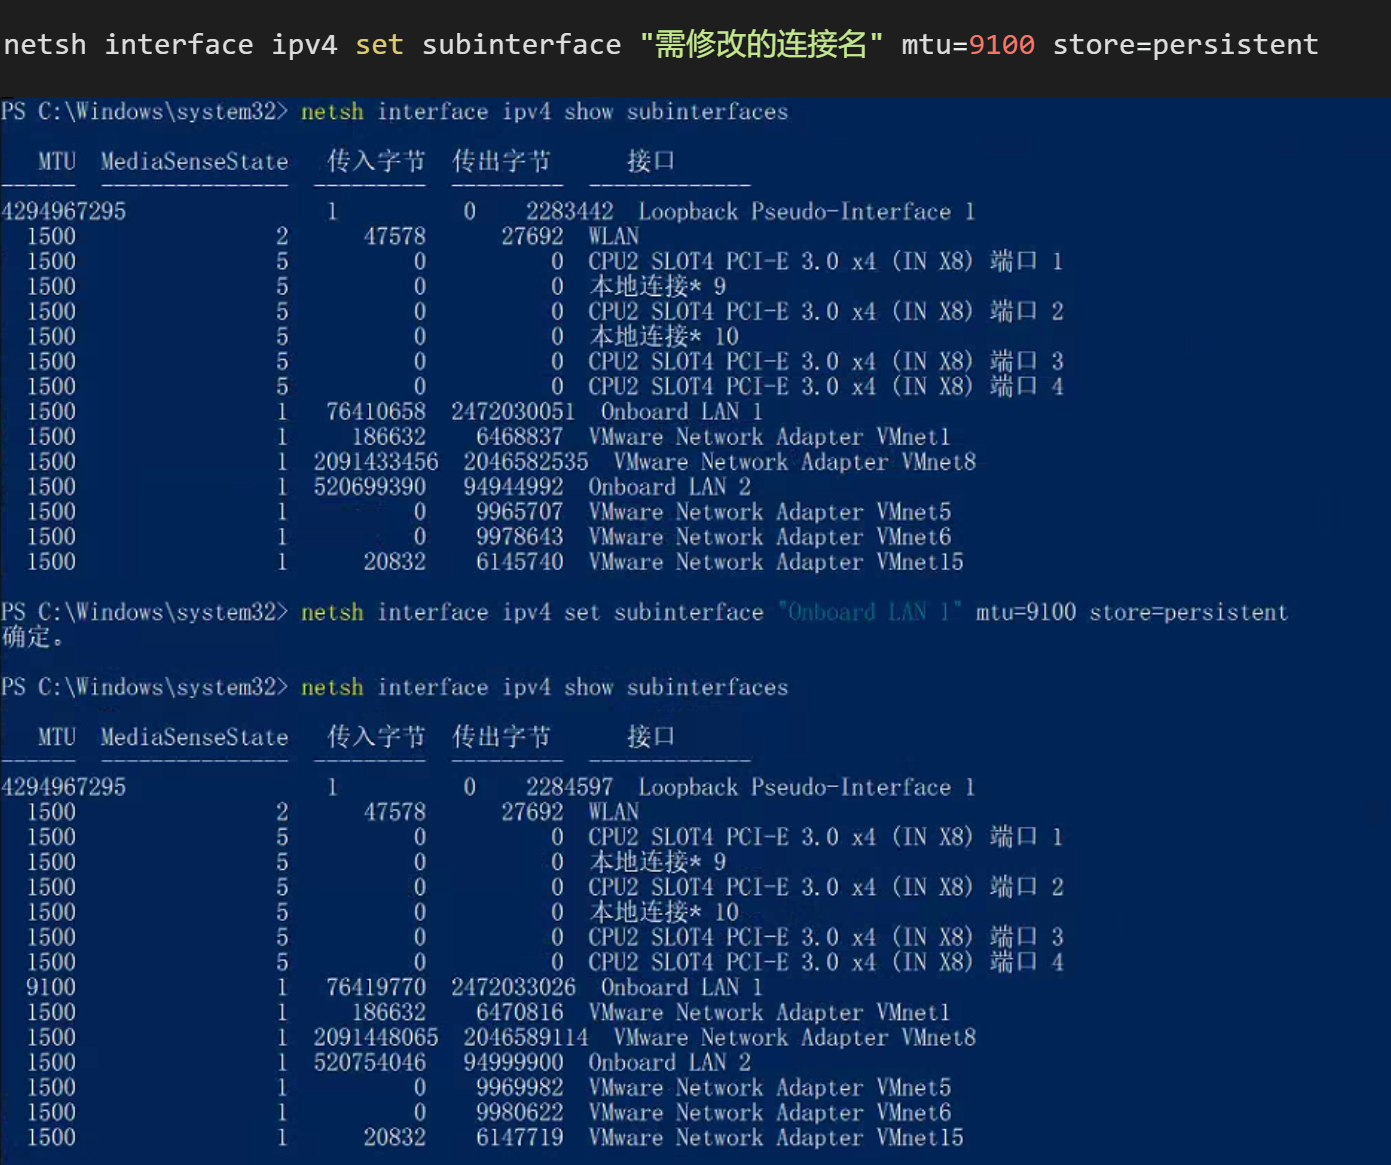 netsh interface ipv4 set subinterface "需修改的连接名" mtu=9100 store=persistent
PS C:\Windows\system32> netsh interface ipv4 show subinterfaces
MTU MediaSenseState 传入字节 传出字节 接口
------ --------------- --------- --------- -------------
4294967295 1 0 2283442 Loopback Pseudo-Interface 1
1500 2 47578 27692 WLAN
1500 5 0 0 CPU2 SLOT4 PCI-E 3.0 x4 (IN X8) 端口 1
1500 5 0 0 本地连接* 9
1500 5 0 0 CPU2 SLOT4 PCI-E 3.0 x4 (IN X8) 端口 2
1500 5 0 0 本地连接* 10
1500 5 0 0 CPU2 SLOT4 PCI-E 3.0 x4 (IN X8) 端口 3
1500 5 0 0 CPU2 SLOT4 PCI-E 3.0 x4 (IN X8) 端口 4
1500 1 76410658 2472030051 Onboard LAN 1
1500 1 186632 6468837 VMware Network Adapter VMnet1
1500 1 2091433456 2046582535 VMware Network Adapter VMnet8
1500 1 520699390 94944992 Onboard LAN 2
1500 1 0 9965707 VMware Network Adapter VMnet5
1500 1 0 9978643 VMware Network Adapter VMnet6
1500 1 20832 6145740 VMware Network Adapter VMnet15
PS C:\Windows\system32> netsh interface ipv4 set subinterface "Onboard LAN 1" mtu=9100 store=persistent
确定。
PS C:\Windows\system32> netsh interface ipv4 show subinterfaces
MTU MediaSenseState 传入字节 传出字节 接口
------ --------------- --------- --------- -------------
4294967295 1 0 2284597 Loopback Pseudo-Interface 1
1500 2 47578 27692 WLAN
1500 5 0 0 CPU2 SLOT4 PCI-E 3.0 x4 (IN X8) 端口 1
1500 5 0 0 本地连接* 9
1500 5 0 0 CPU2 SLOT4 PCI-E 3.0 x4 (IN X8) 端口 2
1500 5 0 0 本地连接* 10
1500 5 0 0 CPU2 SLOT4 PCI-E 3.0 x4 (IN X8) 端口 3
1500 5 0 0 CPU2 SLOT4 PCI-E 3.0 x4 (IN X8) 端口 4
9100 1 76419770 2472033026 Onboard LAN 1
1500 1 186632 6470816 VMware Network Adapter VMnet1
1500 1 2091448065 2046589114 VMware Network Adapter VMnet8
1500 1 520754046 94999900 Onboard LAN 2
1500 1 0 9969982 VMware Network Adapter VMnet5
1500 1 0 9980622 VMware Network Adapter VMnet6
1500 1 20832 6147719 VMware Network Adapter VMnet15